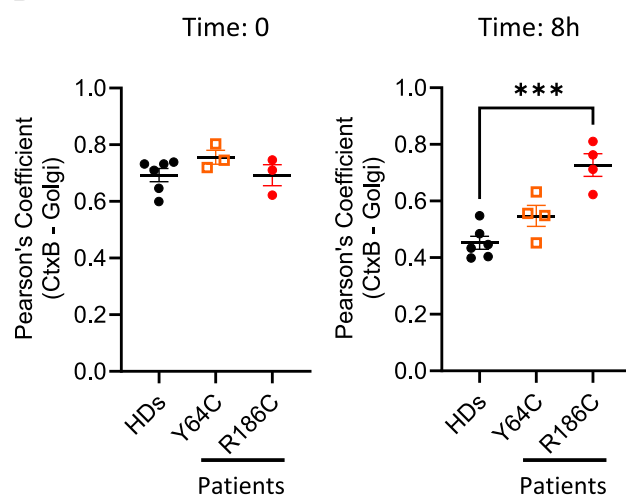 Time: 0
Pearson's Coefficient
(CtxB - Golgi)
1.0
0.8
0.6
0.4
0.2
0.0
HDs
Y64C
R186C
Patients
Time: 8h
***
Pearson's Coefficient
(CtxB - Golgi)
1.0
0.8
0.6
0.4
0.2
0.0
HDs
Y64C
R186C
Patients